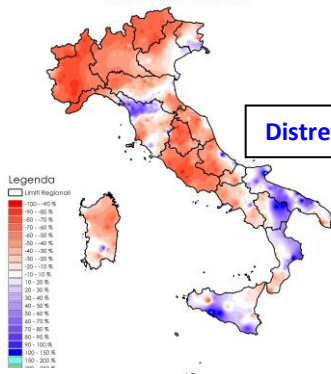 Distre
Legenda
Limiti Regionali
-100 - -90 %
-90 - -80 %
-80 - -70 %
-70 - -60 %
-60 - -50 %
-50 - -40 %
-40 - -30 %
-30 - -20 %
-20 - -10 %
-10 - 10 %
10 - 20 %
20 - 30 %
30 - 40 %
40 - 50 %
50 - 60 %
60 - 70 %
70 - 80 %
80 - 90 %
90 - 100 %
100 - 150 %
150 - 200 %